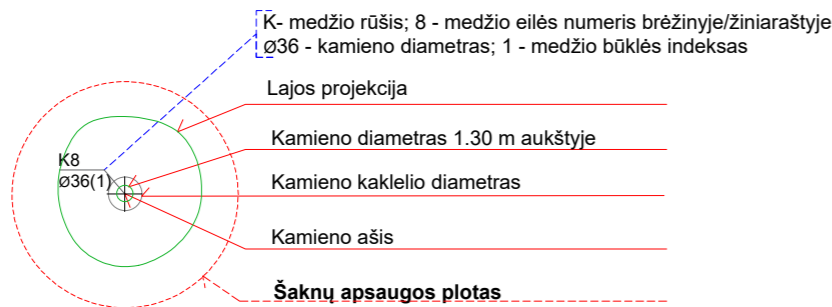 K- medžio rūšis; 8 - medžio eilės numeris brėžinyje/žiniaraštyje
Ø36 - kamieno diametras; 1 - medžio būklės indeksas
Lajos projekcija
Kamieno diametras 1.30 m aukštyje
K8
Ø36(1)
Kamieno kaklelio diametras
Kamieno ašis
Šaknų apsaugos plotas